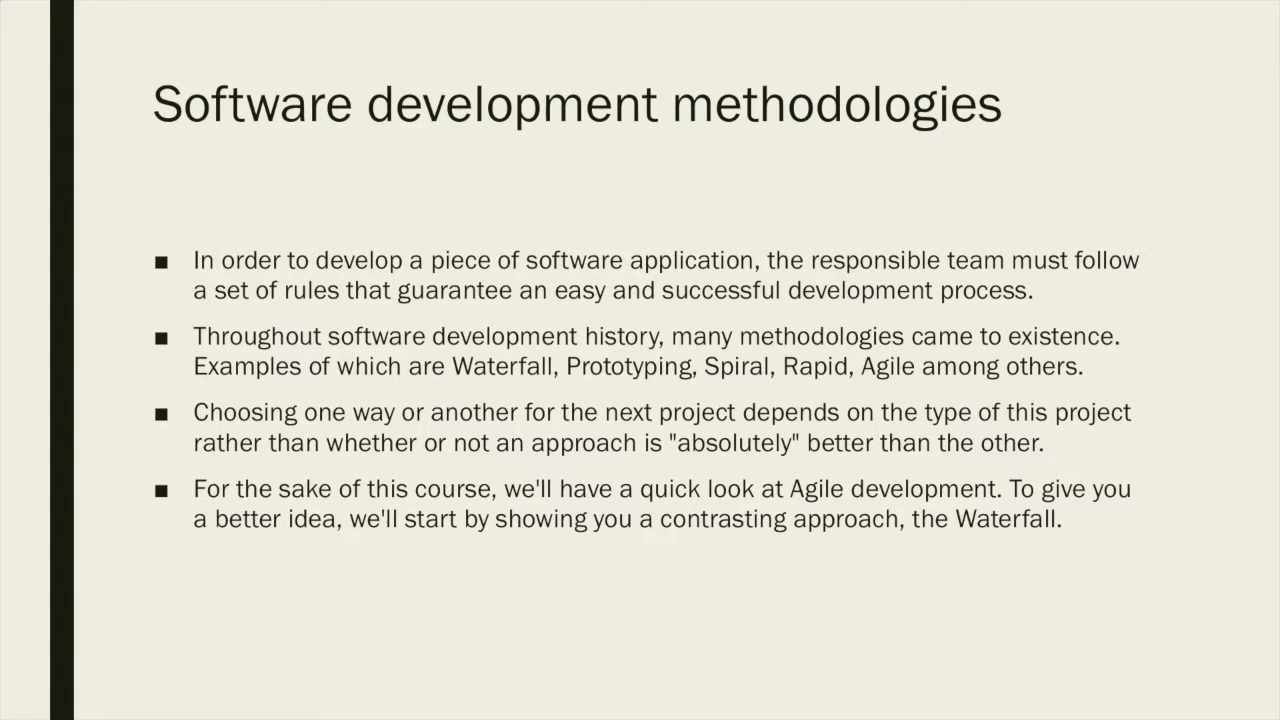 Software development methodologies
■ In order to develop a piece of software application, the responsible team must follow
a set of rules that guarantee an easy and successful development process.
■ Throughout software development history, many methodologies came to existence.
Examples of which are Waterfall, Prototyping, Spiral, Rapid, Agile among others.
■ Choosing one way or another for the next project depends on the type of this project
rather than whether or not an approach is "absolutely" better than the other.
■ For the sake of this course, we'll have a quick look at Agile development. To give you
a better idea, we'll start by showing you a contrasting approach, the Waterfall.